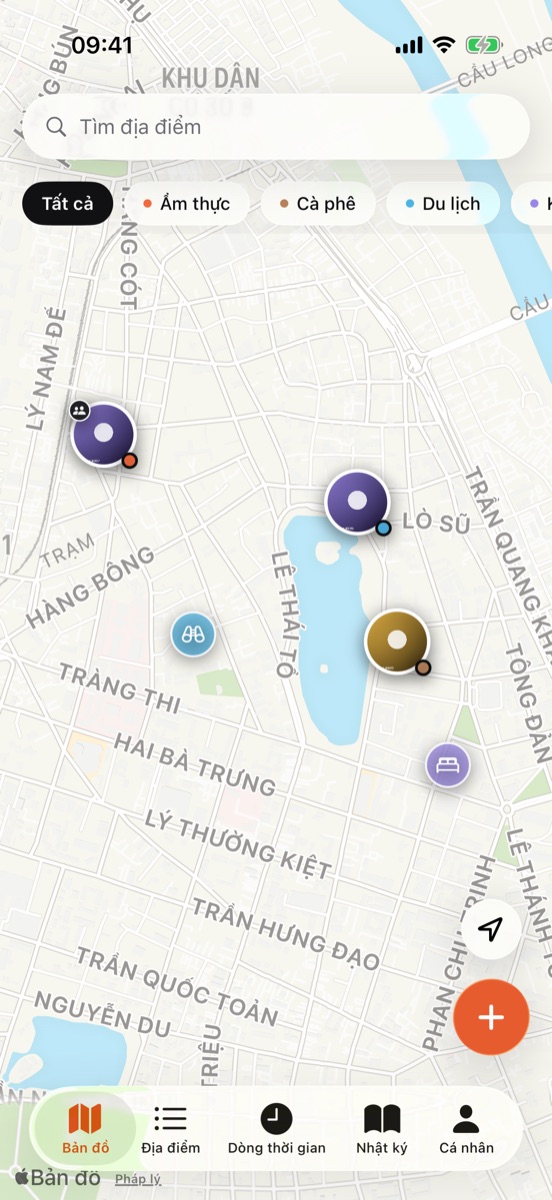 09:41
KHU DÂN
CẦU LONG
Tìm địa điểm
Tất cả
Ẩm thực
Cà phê
Du lịch
LÝ NAM ĐẾ
CẦU
LÒ SŨ
TRẠM
HÀNG BÔNG
LÊ THÁI TỔ
TRẦN QUANG KH
TRÀNG THI
TÔNG ĐẢN
HAI BÀ TRƯNG
LÝ THƯỜNG KIỆT
LÊ THÁNH T
TRẦN HƯNG ĐẠO
PHAN CHU TRINH
TRẦN QUỐC TOẢN
NGUYỄN DU
TRIỆU
Bản đồ
Địa điểm
Dòng thời gian
Nhật ký
Cá nhân
Bản đồ
Pháp lý